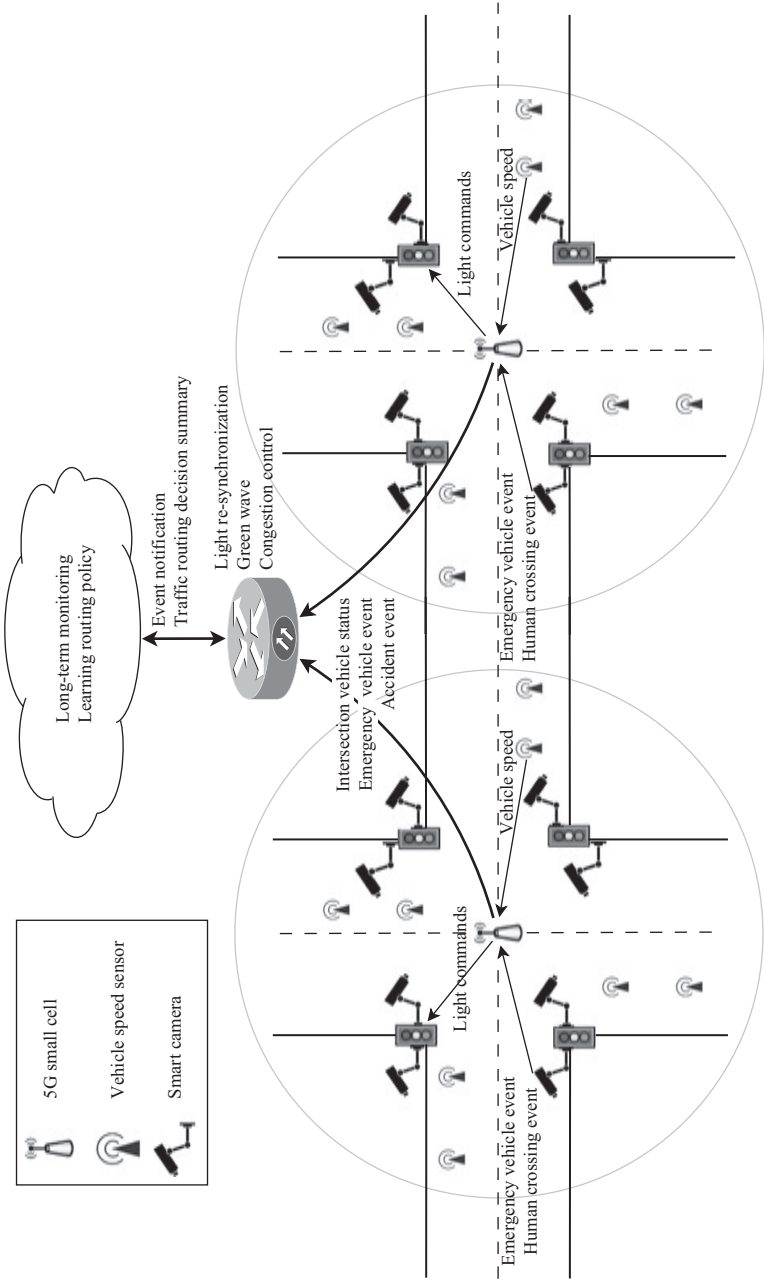 Long-term monitoring
Learning routing policy
Event notification
Traffic routing decision summary
Light re-synchronization
Green wave
Congestion control
5G small cell
Vehicle speed sensor
Smart camera
Intersection vehicle status
Emergency vehicle event
Accident event
Light commands
Vehicle speed
Emergency vehicle event
Human crossing event
Light commands
Vehicle speed
Emergency vehicle event
Human crossing event